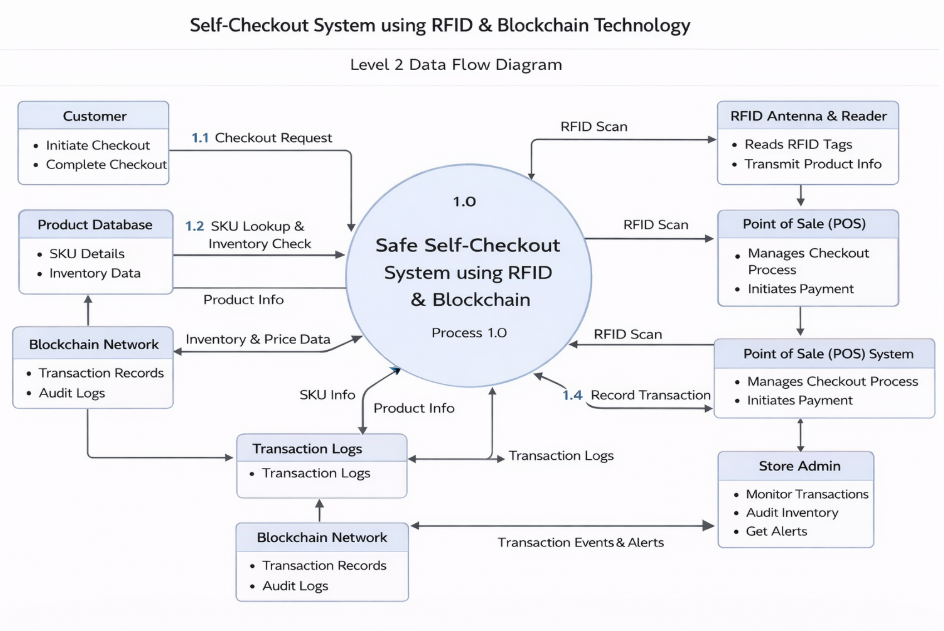 Self-Checkout System using RFID & Blockchain Technology
Level 2 Data Flow Diagram
Customer
• Initiate Checkout
• Complete Checkout
1.1 Checkout Request
RFID Scan
RFID Antenna & Reader
• Reads RFID Tags
• Transmit Product Info
Product Database
• SKU Details
• Inventory Data
1.2 SKU Lookup &
Inventory Check
Product Info
1.0
Safe Self-Checkout
System using RFID
& Blockchain
Process 1.0
RFID Scan
Point of Sale (POS)
• Manages Checkout
Process
• Initiates Payment
Blockchain Network
• Transaction Records
• Audit Logs
Inventory & Price Data
RFID Scan
Point of Sale (POS) System
• Manages Checkout Process
• Initiates Payment
SKU Info
Product Info
1.4 Record Transaction
Transaction Logs
• Transaction Logs
Transaction Logs
Store Admin
• Monitor Transactions
• Audit Inventory
• Get Alerts
Blockchain Network
• Transaction Records
• Audit Logs
Transaction Events & Alerts